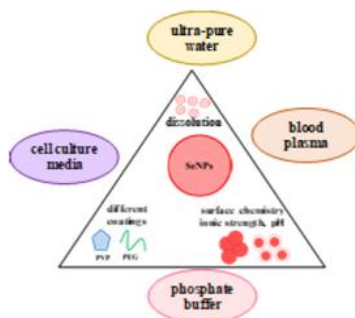 ultra-pure
water
dissolution
cell culture
media
blood
plasma
SeNPs
different
coatings
surface chemistry
ionic strength, pH
PVP
PEG
phosphate
buffer